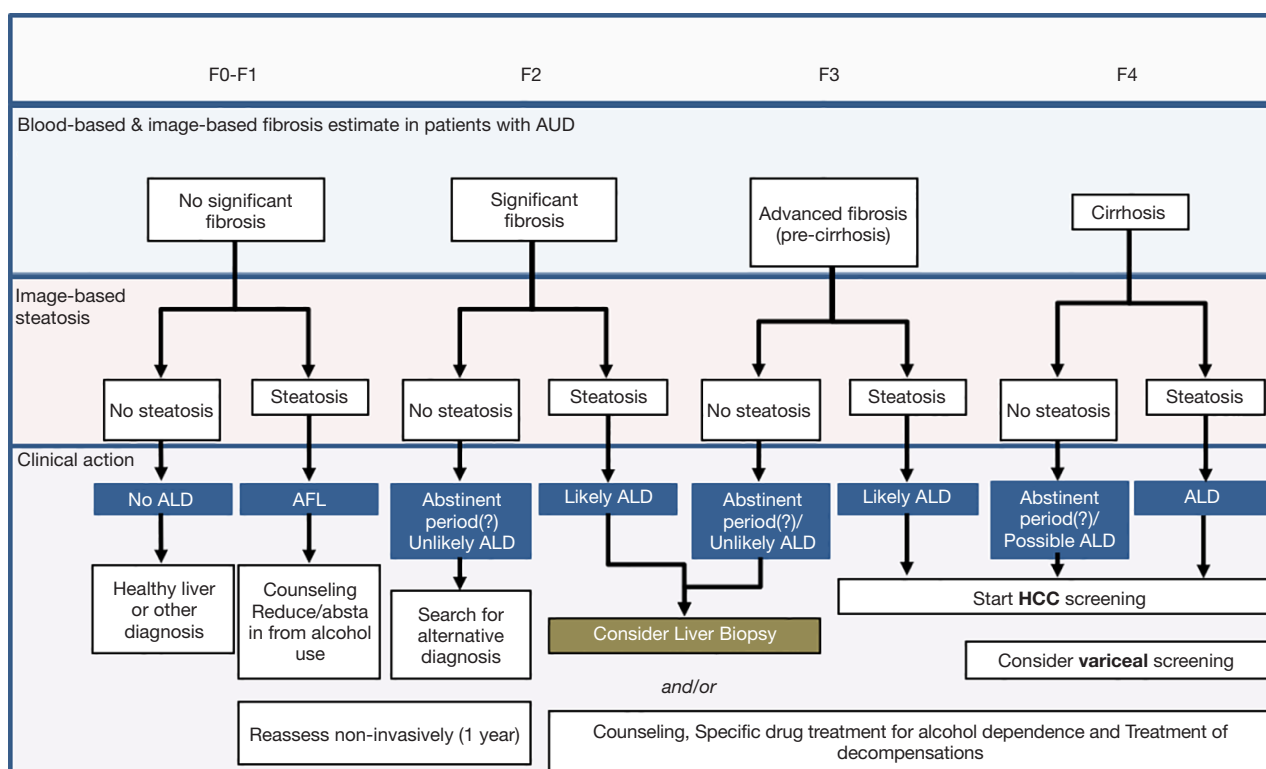 F0-F1
F2
F3
F4
Blood-based & image-based fibrosis estimate in patients with AUD
No significant
fibrosis
Significant
fibrosis
Advanced fibrosis
(pre-cirrhosis)
Cirrhosis
Image-based
steatosis
No steatosis
Steatosis
No steatosis
Steatosis
No steatosis
Steatosis
No steatosis
Steatosis
Clinical action
No ALD
AFL
Abstinent
period(?)
Unlikely ALD
Likely ALD
Abstinent
period(?)/
Unlikely ALD
Likely ALD
Abstinent
period(?)/
Possible ALD
ALD
Healthy liver
or other
diagnosis
Counseling
Reduce/absta
in from alcohol
use
Search for
alternative
diagnosis
Consider Liver Biopsy
Start HCC screening
Consider variceal screening
and/or
Reassess non-invasively (1 year)
Counseling, Specific drug treatment for alcohol dependence and Treatment of
decompensations